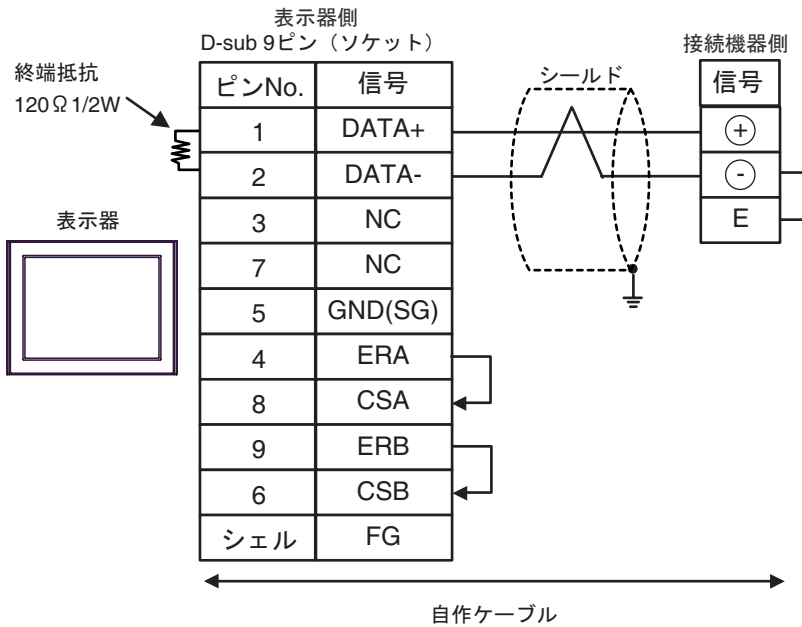 表示器側
D-sub 9ピン（ソケット）
接続機器側
終端抵抗
120Ω 1/2W
シールド
ピンNo. 信号
信号
1 DATA+
+
2 DATA-
-
3 NC
E
7 NC
5 GND(SG)
4 ERA
8 CSA
9 ERB
6 CSB
シェル FG
表示器
自作ケーブル